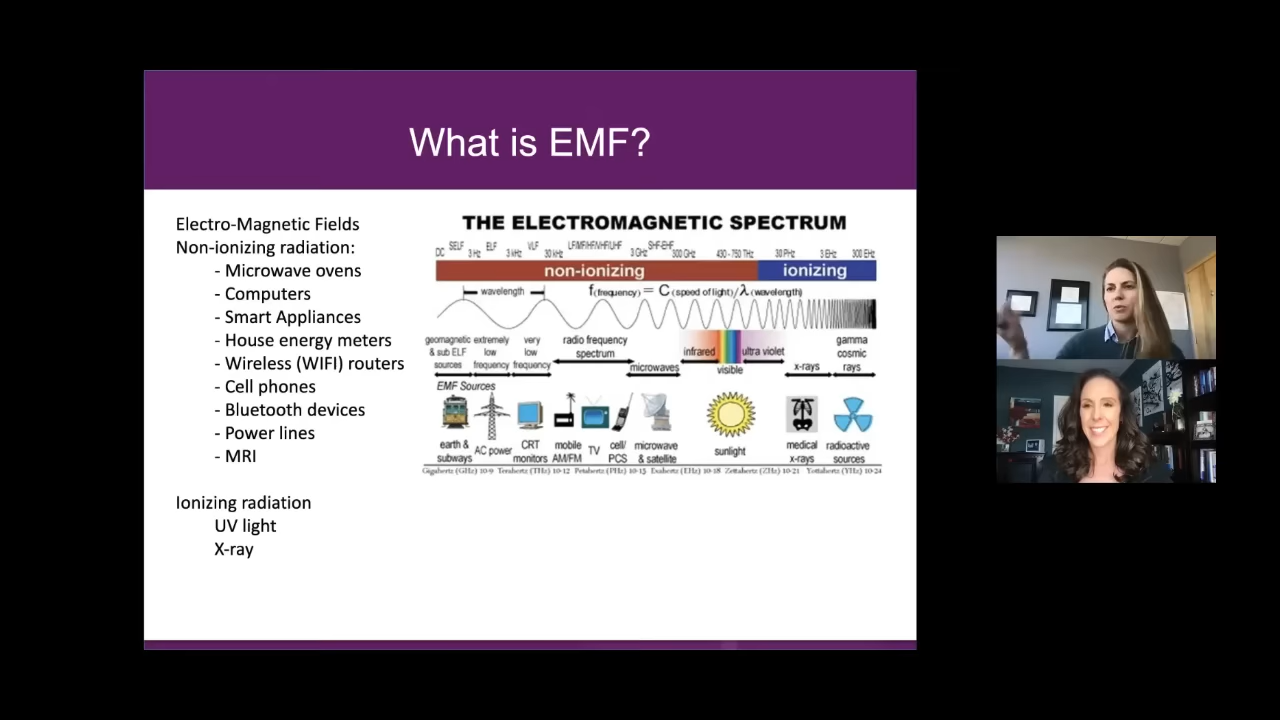 What is EMF?
Electro-Magnetic Fields
Non-ionizing radiation:
- Microwave ovens
- Computers
- Smart Appliances
- House energy meters
- Wireless (WIFI) routers
- Cell phones
- Bluetooth devices
- Power lines
- MRI
Ionizing radiation
UV light
X-ray
THE ELECTROMAGNETIC SPECTRUM
SELF ELF VLF LF/MF/HF/VHF/UHF SHF-EHF
DC 3 Hz 3 kHz 30 kHz 3 GHz 300 GHz 430 - 750 THz 30 PHz 3 EHz 300 EHz
non-ionizing ionizing
wavelength f(frequency) = C (speed of light)/λ (wavelength)
geomagnetic & sub ELF sources
extremely low frequency
very low frequency
radio frequency spectrum
microwaves
infrared
visible
ultra violet
x-rays
gamma cosmic rays
EMF Sources
earth & subways
AC power
CRT monitors
mobile AM/FM
TV
cell/ PCS
microwave & satellite
sunlight
medical x-rays
radioactive sources
Gigahertz (GHz) 10-9 Terahertz (THz) 10-12 Petahertz (PHz) 10-15 Exahertz (EHz) 10-18 Zettahertz (ZHz) 10-21 Yottahertz (YHz) 10-24